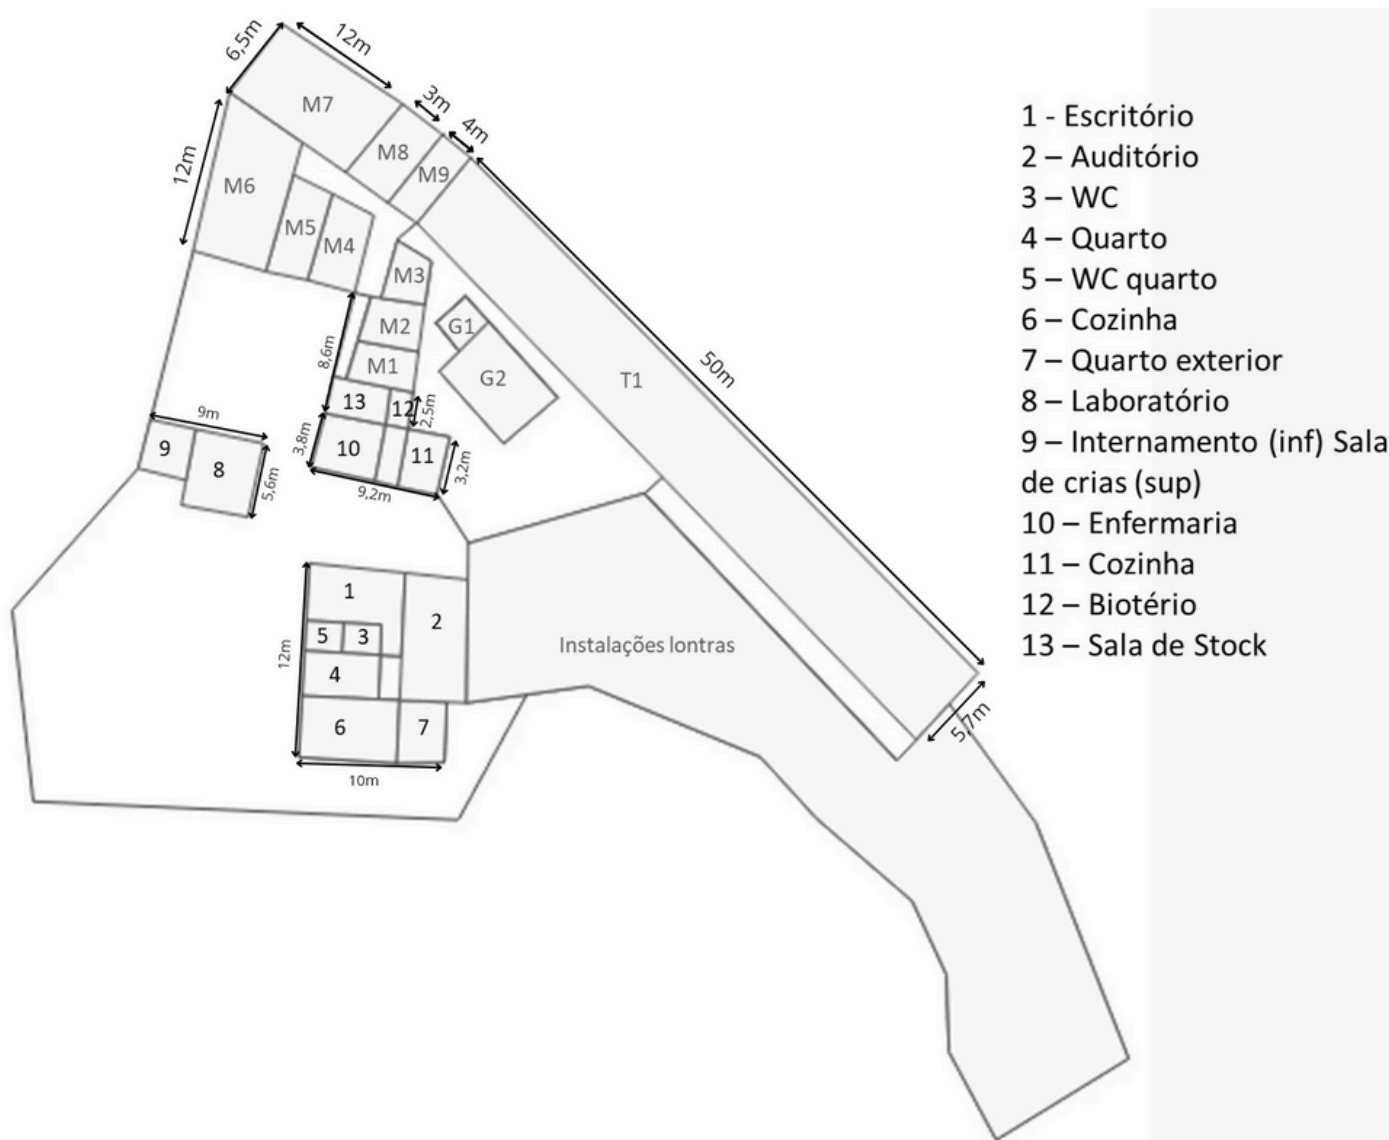 6,5m
12m
3m
4m
M7
M8
M9
12m
M6
M5
M4
M3
M2
M1
8,6m
G1
G2
T1
50m
13
12
2,5m
9m
9
8
5,6m
3,8m
10
11
3,2m
9,2m
1
2
5
3
4
12m
6
7
10m
Instalações lontras
5,7m
1 - Escritório
2 – Auditório
3 – WC
4 – Quarto
5 – WC quarto
6 – Cozinha
7 – Quarto exterior
8 – Laboratório
9 – Internamento (inf) Sala
de crias (sup)
10 – Enfermaria
11 – Cozinha
12 – Biotério
13 – Sala de Stock